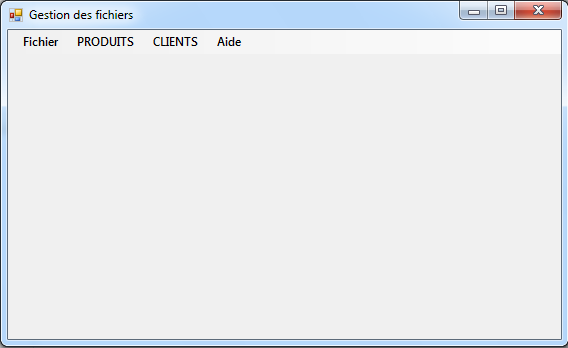 Gestion des fichiers
Fichier PRODUITS CLIENTS Aide